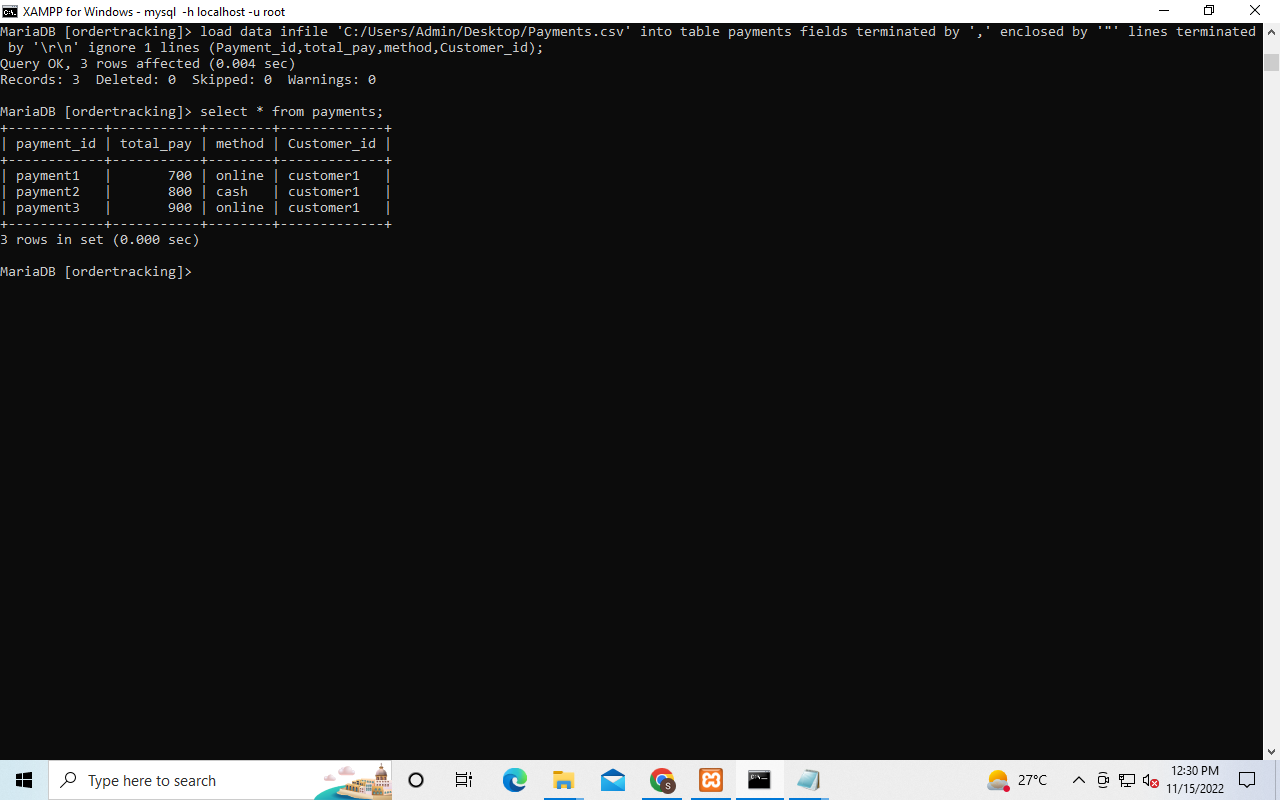 XAMPP for Windows - mysql  -h localhost -u root
MariaDB [ordertracking]> load data infile 'C:/Users/Admin/Desktop/Payments.csv' into table payments fields terminated by ',' enclosed by '"' lines terminated
 by '\r\n' ignore 1 lines (Payment_id,total_pay,method,Customer_id);
Query OK, 3 rows affected (0.004 sec)
Records: 3  Deleted: 0  Skipped: 0  Warnings: 0
MariaDB [ordertracking]> select * from payments;
+------------+-----------+--------+-------------+
| payment_id | total_pay | method | Customer_id |
+------------+-----------+--------+-------------+
| payment1   |       700 | online | customer1   |
| payment2   |       800 | cash   | customer1   |
| payment3   |       900 | online | customer1   |
+------------+-----------+--------+-------------+
3 rows in set (0.000 sec)
MariaDB [ordertracking]>
Type here to search
S
27°C
12:30 PM
11/15/2022